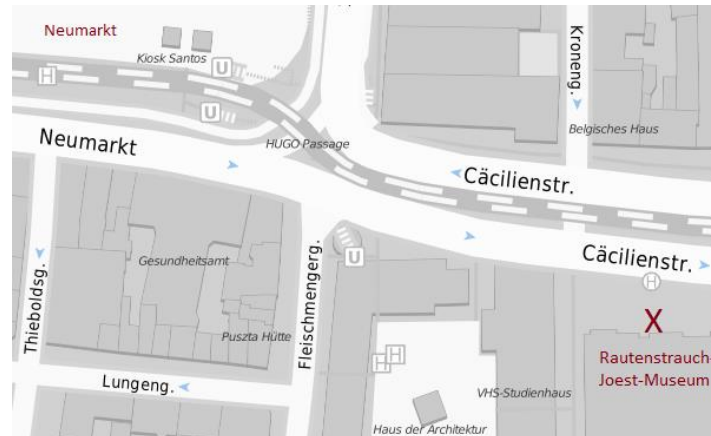 Neumarkt
Kiosk Santos
U
H
U
Kroneng.
Belgisches Haus
HUGO Passage
Neumarkt
Cäcilienstr.
Cäcilienstr.
U
H
Gesundheitsamt
Thieboldsg.
Fleischmengerg.
Puszta Hütte
X
Rautenstrauch-
Joest-Museum
H
H
Lungeng.
VHS-Studienhaus
Haus der Architektur